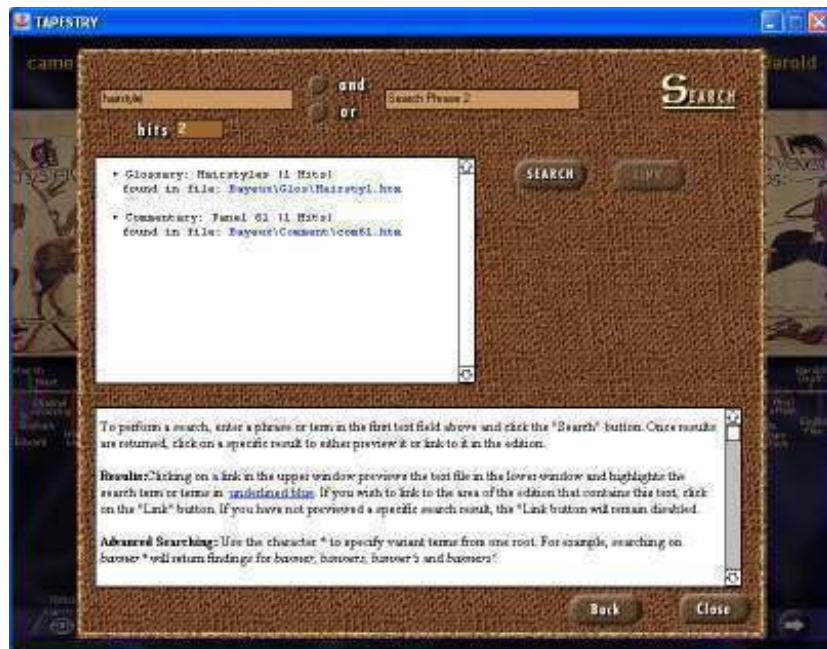 TAPESTRY
came
arold
hairstyle
and
or
Search Phrase 2
SEARCH
hits 2
SEARCH
LINK
• Glossary: Hairstyles (1 Hits)
found in file: Bayeux\Glos\Hairstyl.htm
• Commentary: Panel 61 (1 Hits)
found in file: Bayeux\Comment\com61.htm
To perform a search, enter a phrase or term in the first text field above and click the "Search" button. Once results
are returned, click on a specific result to either preview it or link to it in the edition.
Results: Clicking on a link in the upper window previews the text file in the lower window and highlights the
search term or terms in underlined blue. If you wish to link to the area of the edition that contains this text, click
on the "Link" button. If you have not previewed a specific search result, the "Link button will remain disabled.
Advanced Searching: Use the character * to specify variant terms from one root. For example, searching on
banner * will return findings for banner, banners, banner's and banners'.
Back
Close